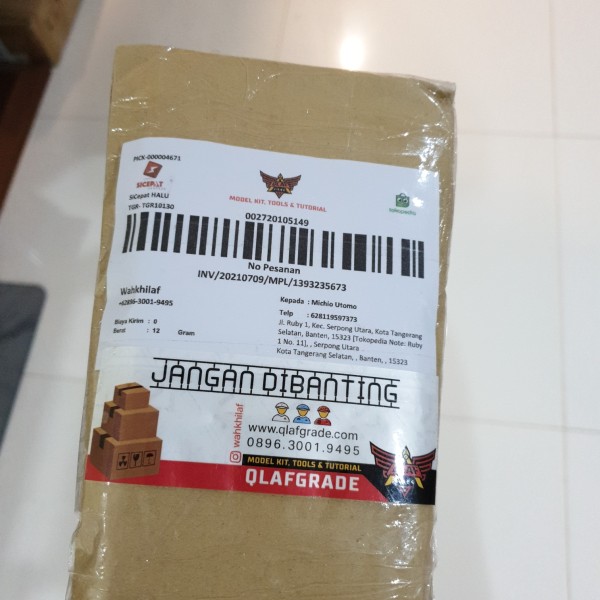 PICK-000004671
SICEPAT
SiCepat HALU
TGR- TGR10130
MODEL KIT, TOOLS & TUTORIAL
tokopedia
002720105149
No Pesanan
INV/20210709/MPL/1393235673
Wahkhilaf
+62896-3001-9495
Biaya Kirim : 0
Berat : 12 Gram
Kepada : Michio Utomo
Telp : 628119597373
Jl. Ruby 1, Kec. Serpong Utara, Kota Tangerang
Selatan, Banten, 15323 [Tokopedia Note: Ruby
1 No. 11], , Serpong Utara
Kota Tangerang Selatan, , Banten, , 15323
JANGAN DIBANTING
wahkhilaf
www.qlafgrade.com
0896.3001.9495
MODEL KIT, TOOLS & TUTORIAL
QLAFGRADE